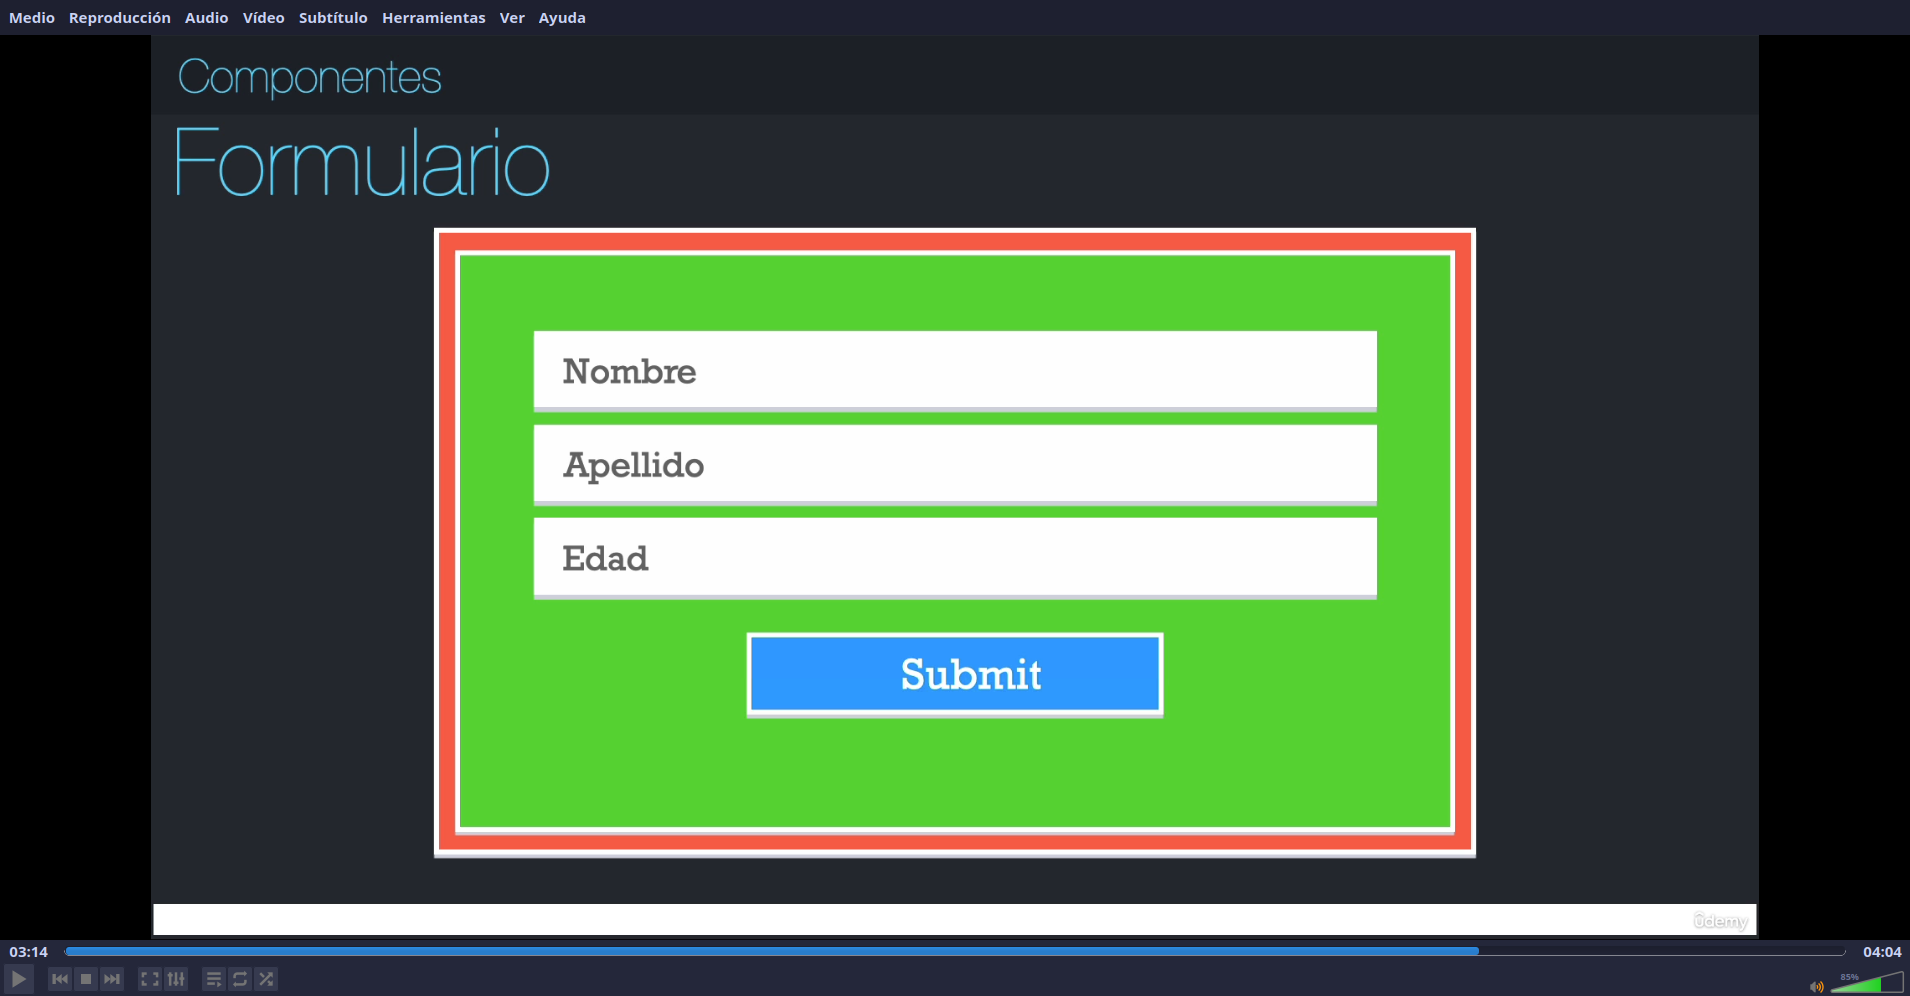 Medio Reproducción Audio Vídeo Subtítulo Herramientas Ver Ayuda
Componentes
Formulario
Nombre
Apellido
Edad
Submit
ûdemy
03:14 04:04
85%